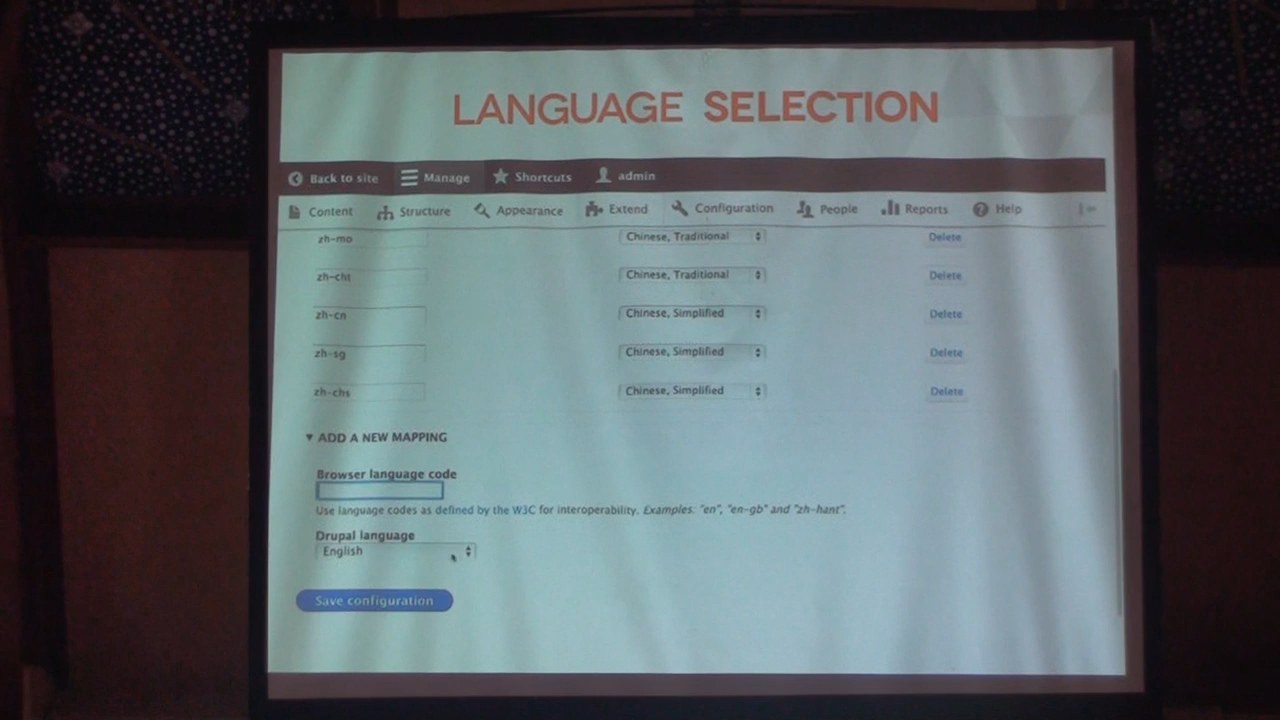 LANGUAGE SELECTION
Back to site Manage Shortcuts admin
Content Structure Appearance Extend Configuration People Reports Help
zh-mo Chinese, Traditional Delete
zh-cht Chinese, Traditional Delete
zh-cn Chinese, Simplified Delete
zh-sg Chinese, Simplified Delete
zh-chs Chinese, Simplified Delete
ADD A NEW MAPPING
Browser language code
Use language codes as defined by the W3C for interoperability. Examples: "en", "en-gb" and "zh-hant".
Drupal language
English
Save configuration